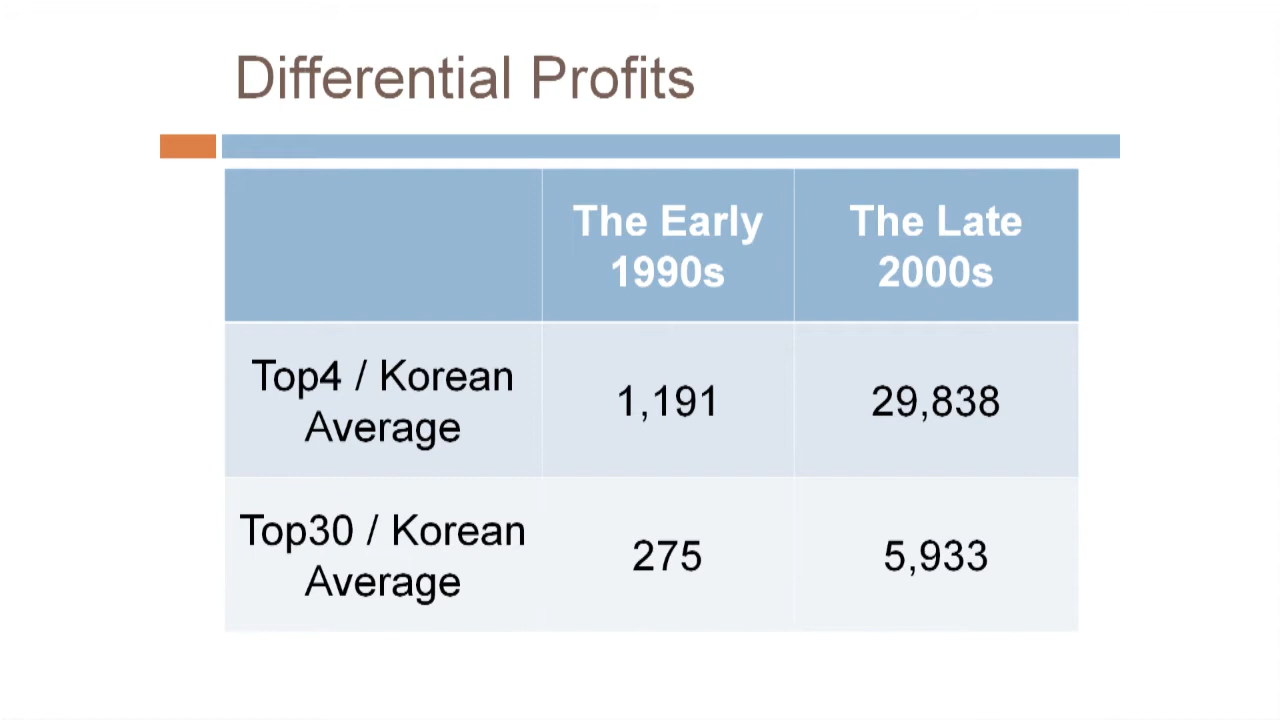 Differential Profits
The Early
1990s
The Late
2000s
Top4 / Korean
Average
1,191
29,838
Top30 / Korean
Average
275
5,933